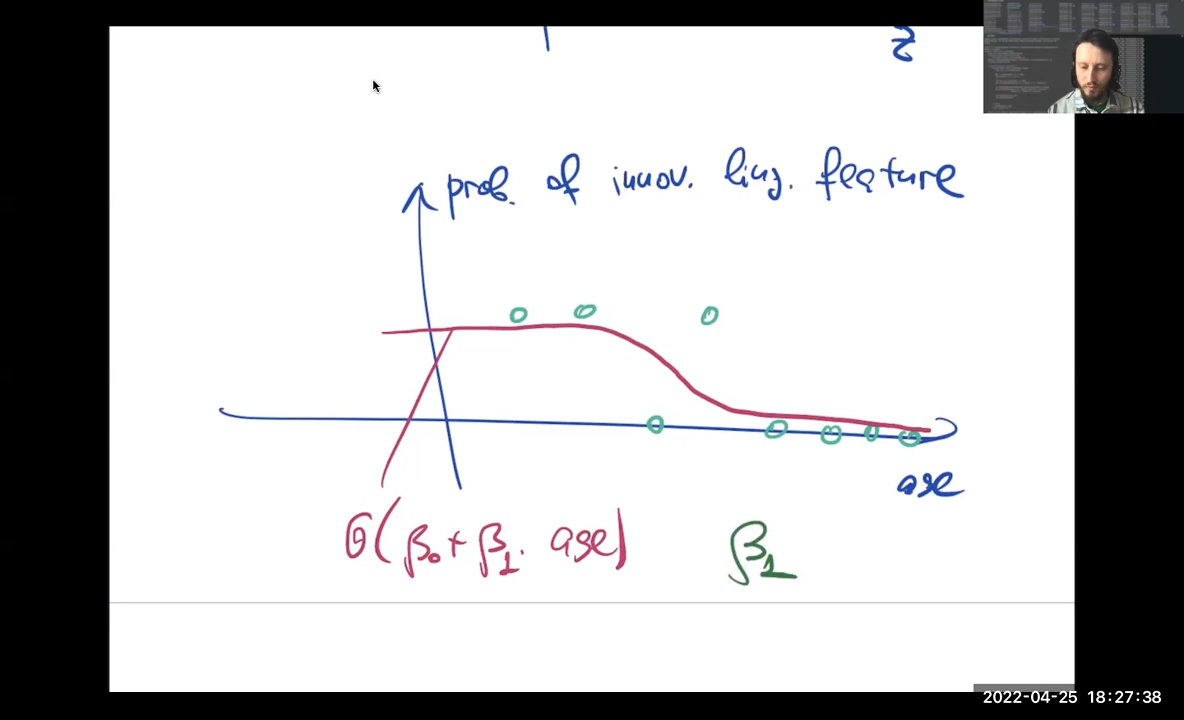 z
prob. of innov. ling. feature
age
σ(β₀ + β₁. age)
β₁
2022-04-25 18:27:38